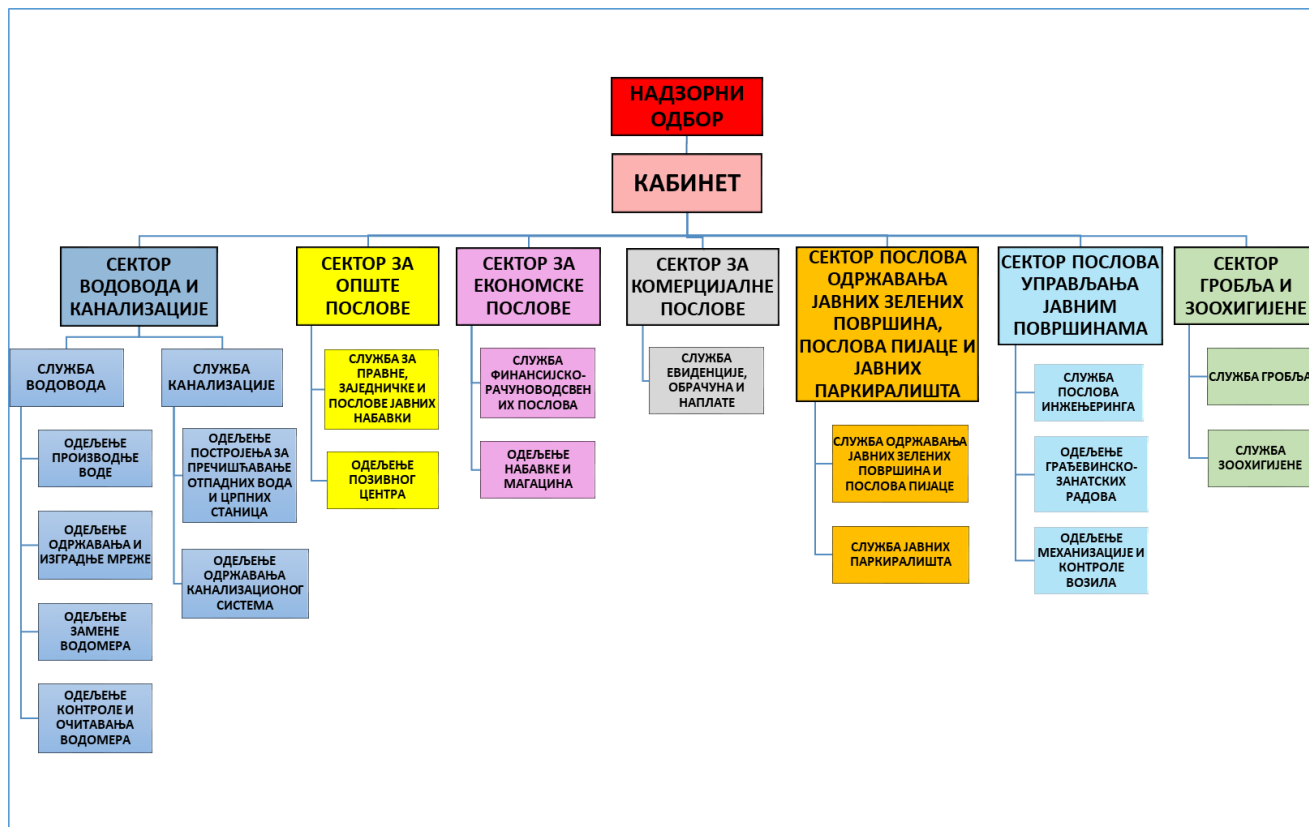 НАДЗОРНИ
ОДБОР
КАБИНЕТ
СЕКТОР
ВОДОВОДА И
КАНАЛИЗАЦИЈЕ
СЛУЖБА
ВОДОВОДА
ОДЕЉЕЊЕ
ПРОИЗВОДЊЕ
ВОДЕ
ОДЕЉЕЊЕ
ОДРЖАВАЊА И
ИЗГРАДЊЕ МРЕЖЕ
ОДЕЉЕЊЕ
ЗАМЕНЕ
ВОДОМЕРА
ОДЕЉЕЊЕ
КОНТРОЛЕ И
ОЧИТАВАЊА
ВОДОМЕРА
СЛУЖБА
КАНАЛИЗАЦИЈЕ
ОДЕЉЕЊЕ
ПОСТРОЈЕЊА ЗА
ПРЕЧИШЋАВАЊЕ
ОТПАДНИХ ВОДА
И ЦРПНИХ
СТАНИЦА
ОДЕЉЕЊЕ
ОДРЖАВАЊА
КАНАЛИЗАЦИОНОГ
СИСТЕМА
СЕКТОР ЗА
ОПШТЕ
ПОСЛОВЕ
СЛУЖБА ЗА
ПРАВНЕ,
ЗАЈЕДНИЧКЕ И
ПОСЛОВЕ ЈАВНИХ
НАБАВКИ
ОДЕЉЕЊЕ
ПОЗИВНОГ
ЦЕНТРА
СЕКТОР ЗА
ЕКОНОМСКЕ
ПОСЛОВЕ
СЛУЖБА
ФИНАНСИЈСКО-
РАЧУНОВОДСВЕН
ИХ ПОСЛОВА
ОДЕЉЕЊЕ
НАБАВКЕ И
МАГАЦИНА
СЕКТОР ЗА
КОМЕРЦИЈАЛНЕ
ПОСЛОВЕ
СЛУЖБА
ЕВИДЕНЦИЈЕ,
ОБРАЧУНА И
НАПЛАТЕ
СЕКТОР ПОСЛОВА
ОДРЖАВАЊА
ЈАВНИХ ЗЕЛЕНИХ
ПОВРШИНА,
ПОСЛОВА ПИЈАЦЕ И
ЈАВНИХ
ПАРКИРАЛИШТА
СЛУЖБА ОДРЖАВАЊА
ЈАВНИХ ЗЕЛЕНИХ
ПОВРШИНА И
ПОСЛОВА ПИЈАЦЕ
СЛУЖБА ЈАВНИХ
ПАРКИРАЛИШТА
СЕКТОР ПОСЛОВА
УПРАВЉАЊА
ЈАВНИМ
ПОВРШИНАМА
СЛУЖБА
ПОСЛОВА
ИНЖЕЊЕРИНГА
ОДЕЉЕЊЕ
ГРАЂЕВИНСКО-
ЗАНАТСКИХ
РАДОВА
ОДЕЉЕЊЕ
МЕХАНИЗАЦИЈЕ И
КОНТРОЛЕ
ВОЗИЛА
СЕКТОР
ГРОБЉА И
ЗООХИГИЈЕНЕ
СЛУЖБА ГРОБЉА
СЛУЖБА
ЗООХИГИЈЕНЕ